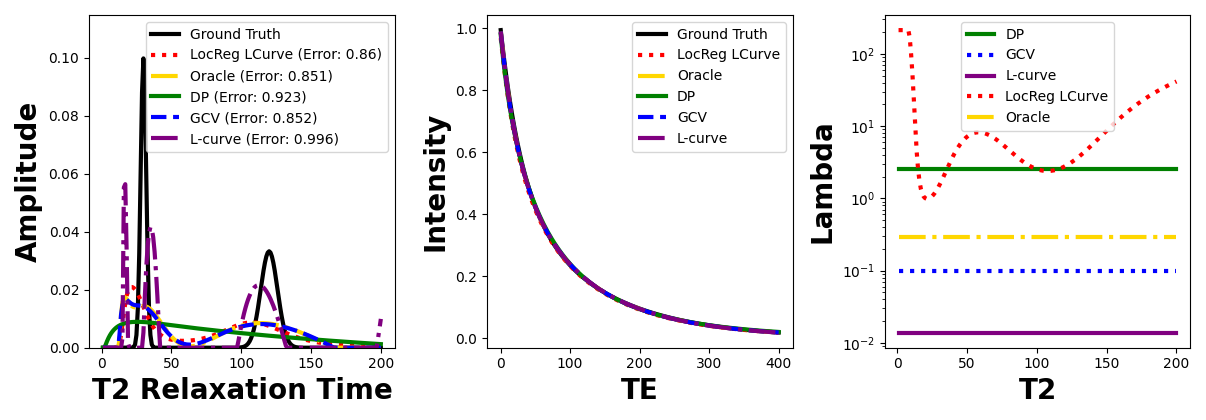 Amplitude
0.10
0.08
0.06
0.04
0.02
0.00
0
50
100
150
200
T2 Relaxation Time
Ground Truth
LocReg LCurve (Error: 0.86)
Oracle (Error: 0.851)
DP (Error: 0.923)
GCV (Error: 0.852)
L-curve (Error: 0.996)
Intensity
1.0
0.8
0.6
0.4
0.2
0.0
0
100
200
300
400
TE
Ground Truth
LocReg LCurve
Oracle
DP
GCV
L-curve
Lambda
10²
10¹
10⁰
10⁻¹
10⁻²
0
50
100
150
200
T2
DP
GCV
L-curve
LocReg LCurve
Oracle